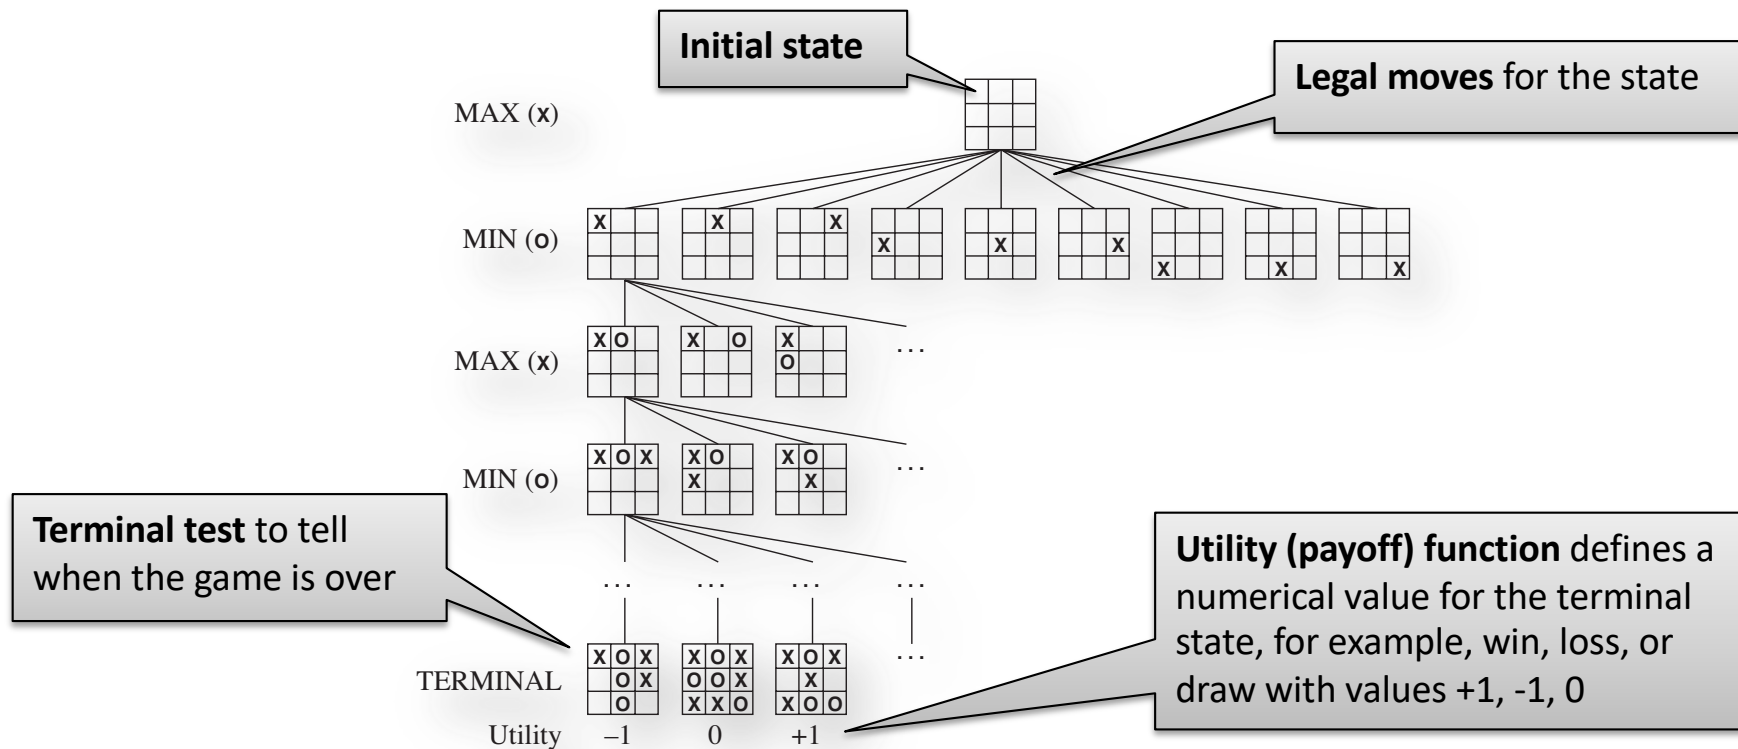 Initial state
Legal moves for the state
MAX (x)
MIN (o)
X X X X X X X X X
MAX (x)
X O X O X
O
...
MIN (o)
X O X X O X O
X X
...
Terminal test to tell
when the game is over
... ... ... ...
TERMINAL
X O X X O X X O X
O X O O X X
O X X O X O O
...
Utility –1 0 +1
Utility (payoff) function defines a
numerical value for the terminal
state, for example, win, loss, or
draw with values +1, -1, 0